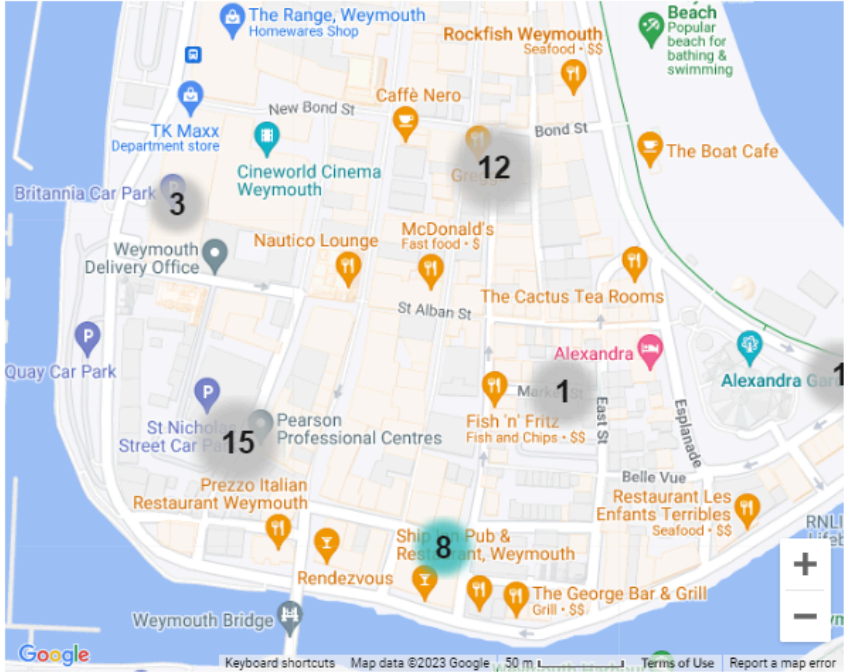 The Range, Weymouth
Homewares Shop
Beach
Popular
beach for
bathing &
swimming
Rockfish Weymouth
Seafood • $$
Caffè Nero
New Bond St
Bond St
TK Maxx
Department store
Cineworld Cinema
Weymouth
The Boat Cafe
12
Britannia Car Park
P
3
McDonald's
Fast food • $
Nautico Lounge
Weymouth
Delivery Office
The Cactus Tea Rooms
St Alban St
P
Quay Car Park
Alexandra
Alexandra
1
1
P
East St
Esplanade
Fish 'n' Fritz
Fish and Chips • $$
St
Street Car
15
Pearson
Professional Centres
Belle Vue
Prezzo Italian
Restaurant Weymouth
Restaurant Les
Enfants Terribles
Seafood • $$
RNLI
8
Pub &
Restaurant, Weymouth
Rendezvous
The George Bar & Grill
Grill • $$
Weymouth Bridge
+
−
Google
Keyboard shortcuts
Map data ©2023 Google
50 m
Terms of Use
Report a map error